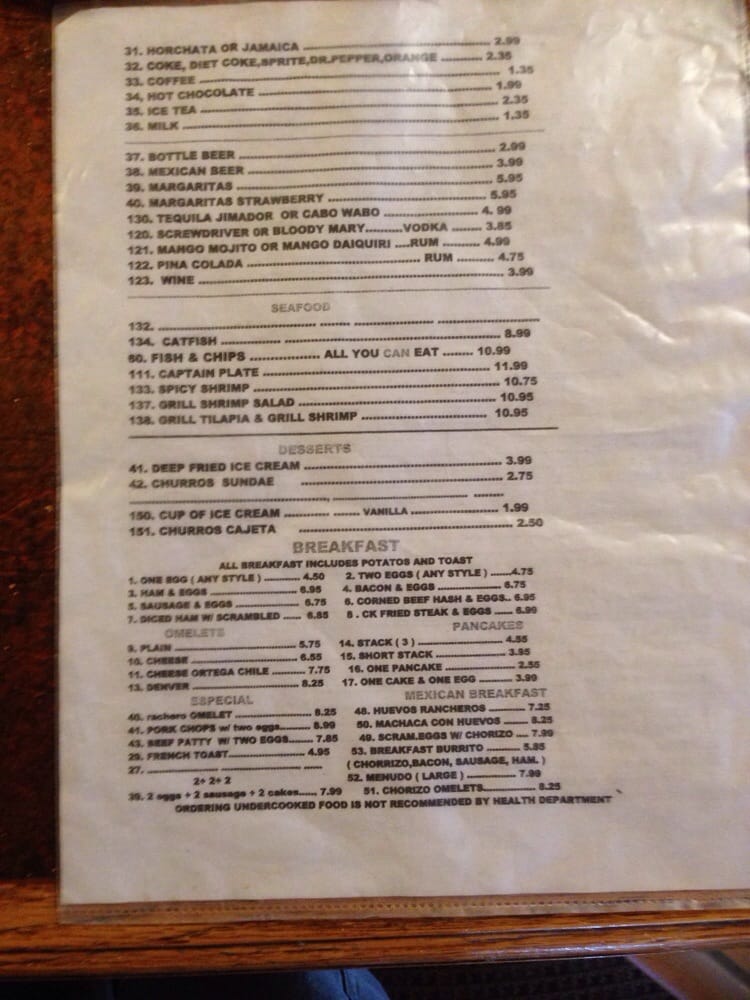 31. HORCHATA OR JAMAICA ........ 2.99
32. COKE, DIET COKE,SPRITE,DR.PEPPER,ORANGE ........ 2.35
33. COFFEE ........ 1.35
34, HOT CHOCOLATE ........ 1.99
35. ICE TEA ........ 2.35
36. MILK ........ 1.35
37. BOTTLE BEER ........ 2.99
38. MEXICAN BEER ........ 3.99
39. MARGARITAS ........ 5.95
40. MARGARITAS STRAWBERRY ........ 5.95
130. TEQUILA JIMADOR OR CABO WABO ........ 4. 99
120. SCREWDRIVER OR BLOODY MARY........VODKA ........ 3.85
121. MANGO MOJITO OR MANGO DAIQUIRI ....RUM ........ 4.99
122. PINA COLADA ........ RUM ........ 4.75
123. WINE ........ 3.99
SEAFOOD
132. ........
134. CATFISH ........ 8.99
60. FISH & CHIPS ........ ALL YOU CAN EAT ........ 10.99
111. CAPTAIN PLATE ........ 11.99
133. SPICY SHRIMP ........ 10.75
137. GRILL SHRIMP SALAD ........ 10.95
138. GRILL TILAPIA & GRILL SHRIMP ........ 10.95
DESSERTS
41. DEEP FRIED ICE CREAM ........ 3.99
42. CHURROS SUNDAE ........ 2.75
150. CUP OF ICE CREAM ........ VANILLA ........ 1.99
151. CHURROS CAJETA ........ 2.50
BREAKFAST
ALL BREAKFAST INCLUDES POTATOS AND TOAST
1. ONE EGG ( ANY STYLE ) ........ 4.50 2. TWO EGGS ( ANY STYLE ) ........4.75
3. HAM & EGGS ........ 6.95 4. BACON & EGGS ........ 6.75
5. SAUSAGE & EGGS ........ 6.75 6. CORNED BEEF HASH & EGGS.. 6.95
7. DICED HAM W/ SCRAMBLED ...... 6.85 8 . CK FRIED STEAK & EGGS ...... 6.99
OMELETS PANCAKES
9. PLAIN ........ 5.75 14. STACK ( 3 ) ........ 4.55
10. CHEESE ........ 6.55 15. SHORT STACK ........ 3.95
11. CHEESE ORTEGA CHILE ........ 7.75 16. ONE PANCAKE ........ 2.55
13. DENVER ........ 8.25 17. ONE CAKE & ONE EGG ........ 3.99
SSPECIAL MEXICAN BREAKFAST
40. rachero OMELET ........ 8.25 48. HUEVOS RANCHEROS ........ 7.25
41. PORK CHOPS w/ two eggs........ 8.99 50. MACHACA CON HUEVOS ........ 8.25
43. BEEF PATTY W/ TWO EGGS........ 7.85 49. SCRAM.EGGS W/ CHORIZO .... 7.99
29. FRENCH TOAST........ 4.95 53. BREAKFAST BURRITO ........ 5.85
27. ........ ( CHORRIZO,BACON, SAUSAGE, HAM. )
2+ 2+ 2 52. MENUDO ( LARGE ) ........ 7.99
39. 2 eggs + 2 sausage + 2 cakes..... 7.99 51. CHORIZO OMELETS........ 8.25
ORDERING UNDERCOOKED FOOD IS NOT RECOMMENDED BY HEALTH DEPARTMENT